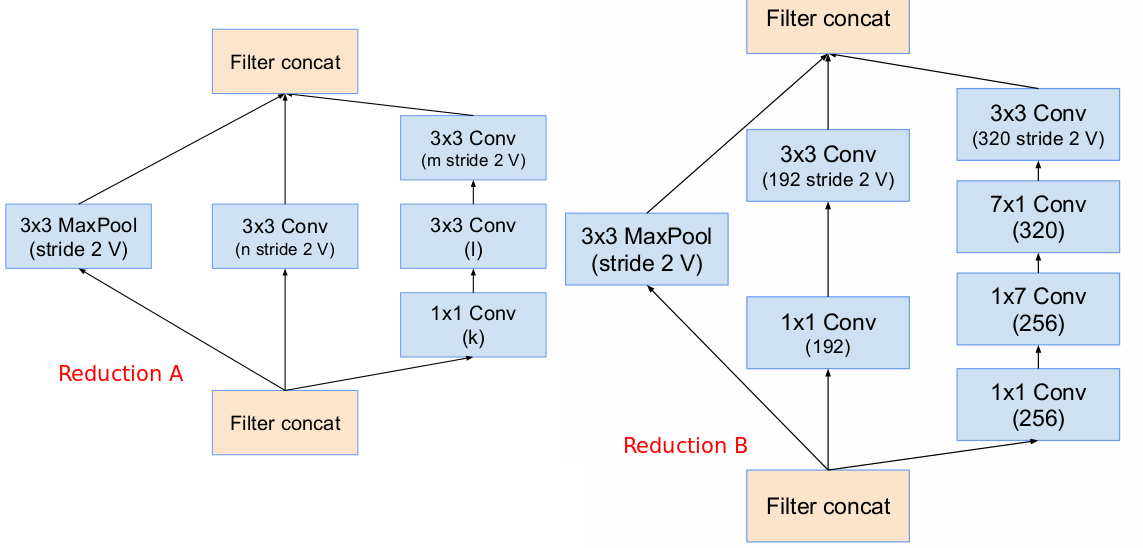 Filter concat
3x3 Conv
(m stride 2 V)
3x3 MaxPool
(stride 2 V)
3x3 Conv
(n stride 2 V)
3x3 Conv
(l)
1x1 Conv
(k)
Reduction A
Filter concat
Filter concat
3x3 Conv
(320 stride 2 V)
3x3 Conv
(192 stride 2 V)
7x1 Conv
(320)
3x3 MaxPool
(stride 2 V)
1x7 Conv
(256)
1x1 Conv
(192)
1x1 Conv
(256)
Reduction B
Filter concat